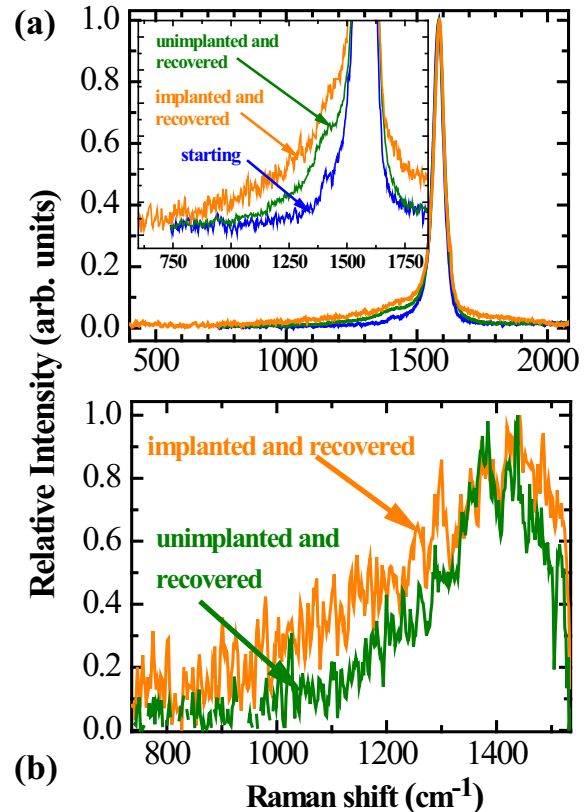 (a)
1.0
0.8
0.6
0.4
0.2
0.0
unimplanted and
recovered
implanted and
recovered
starting
750 1000 1250 1500 1750
500 1000 1500 2000
Relative Intensity (arb. units)
1.0
0.8
0.6
0.4
0.2
0.0
implanted and recovered
unimplanted and
recovered
800 1000 1200 1400
(b)
Raman shift (cm⁻¹)